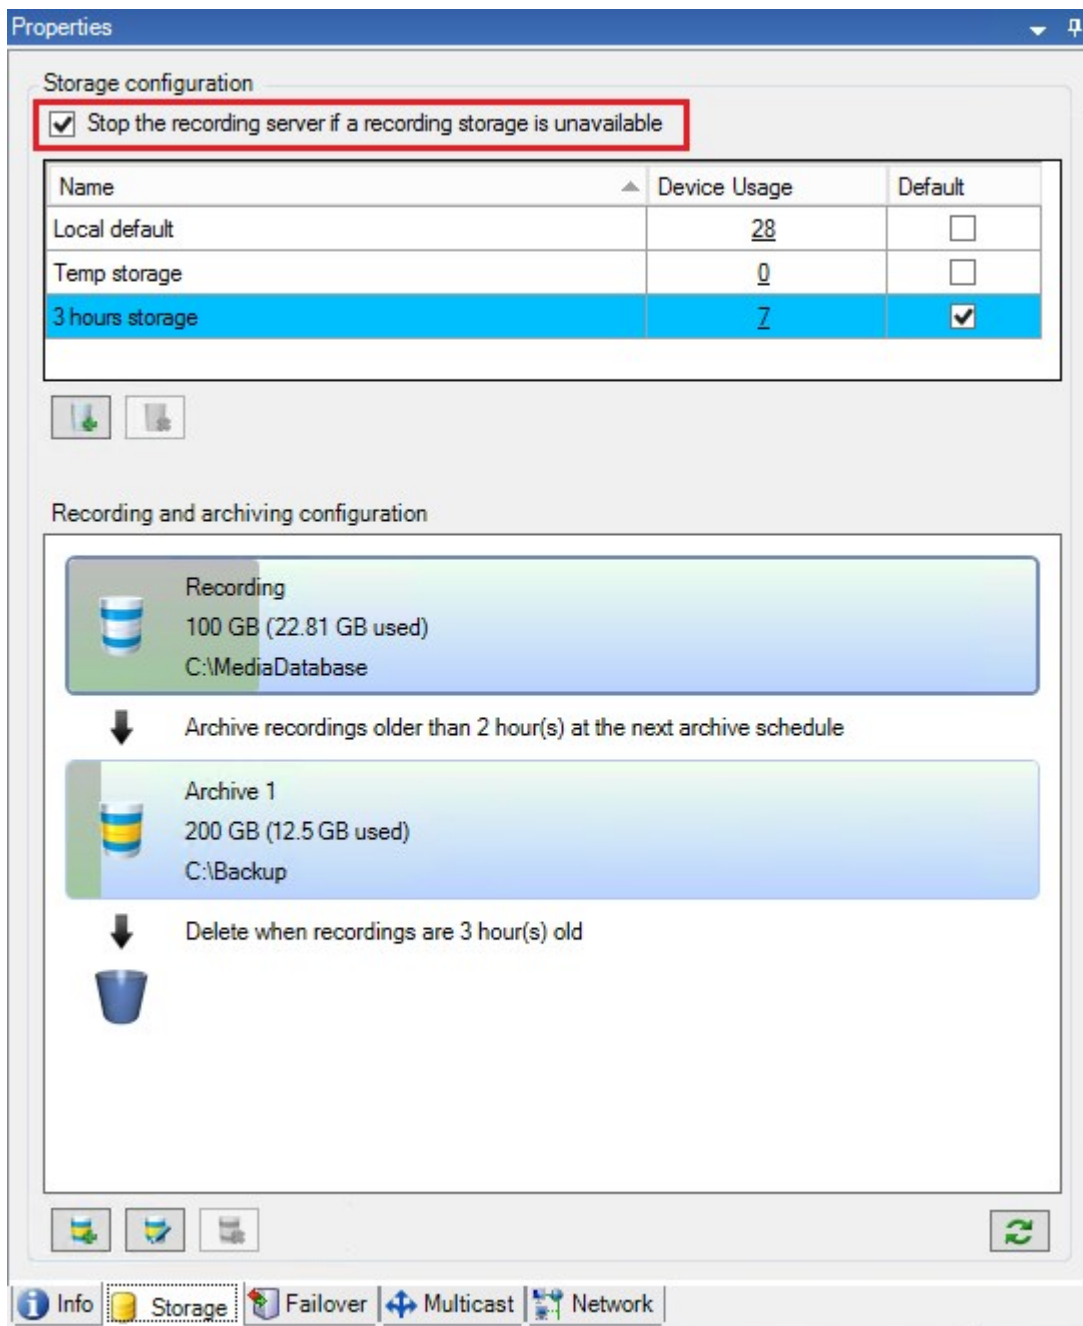 Properties
Storage configuration
Stop the recording server if a recording storage is unavailable
Name Device Usage Default
Local default 28
Temp storage 0
3 hours storage 7
Recording and archiving configuration
Recording
100 GB (22.81 GB used)
C:\MediaDatabase
Archive recordings older than 2 hour(s) at the next archive schedule
Archive 1
200 GB (12.5 GB used)
C:\Backup
Delete when recordings are 3 hour(s) old
Info Storage Failover Multicast Network